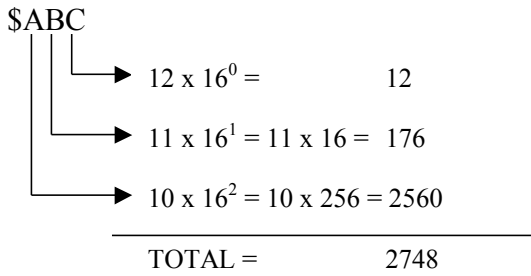 $ABC
12 x 16⁰ = 12
11 x 16¹ = 11 x 16 = 176
10 x 16² = 10 x 256 = 2560
TOTAL = 2748